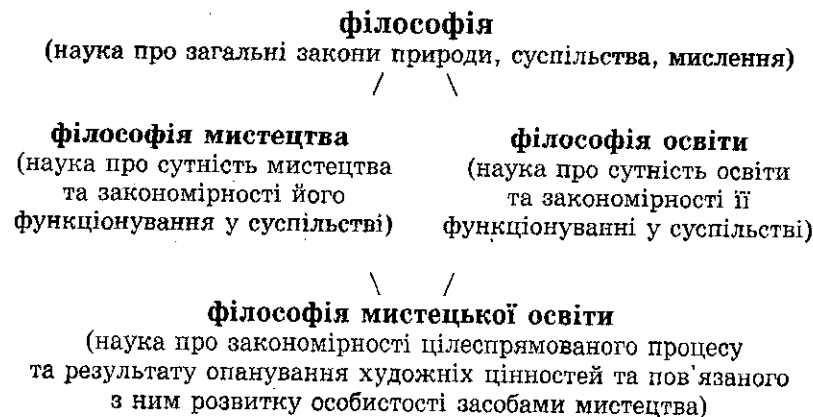 філософія
(наука про загальні закони природи, суспільства, мислення)
/ \
філософія мистецтва
(наука про сутність мистецтва
та закономірності його
функціонування у суспільстві)
філософія освіти
(наука про сутність освіти
та закономірності її
функціонуванні у суспільстві)
\ /
філософія мистецької освіти
(наука про закономірності цілеспрямованого процесу
та результату опанування художніх цінностей та пов'язаного
з ним розвитку особистості засобами мистецтва)